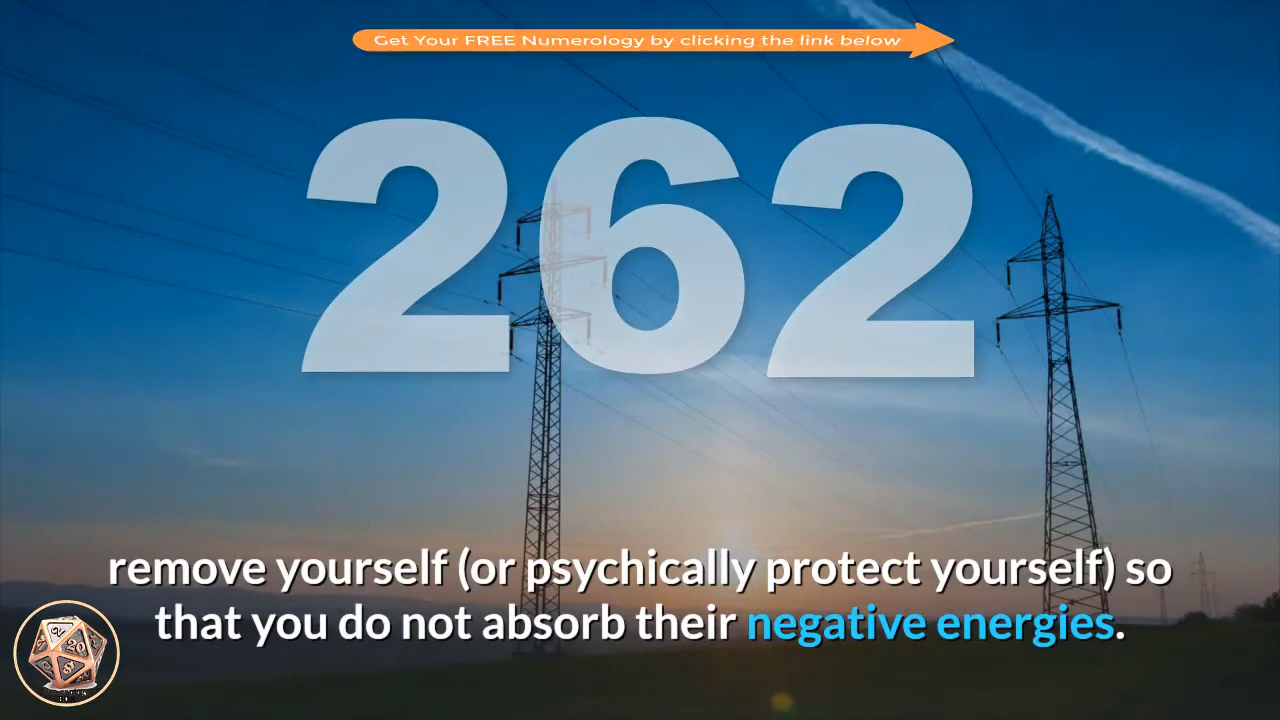 Get Your FREE Numerology by clicking the link below
262
remove yourself (or psychically protect yourself) so
that you do not absorb their negative energies.
20